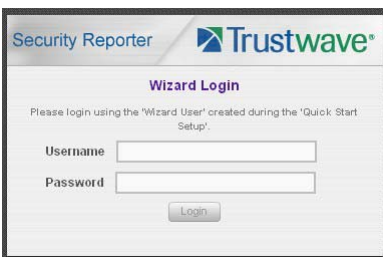 Security Reporter Trustwave®
Wizard Login
Please login using the 'Wizard User' created during the 'Quick Start
Setup'.
Username
Password
Login